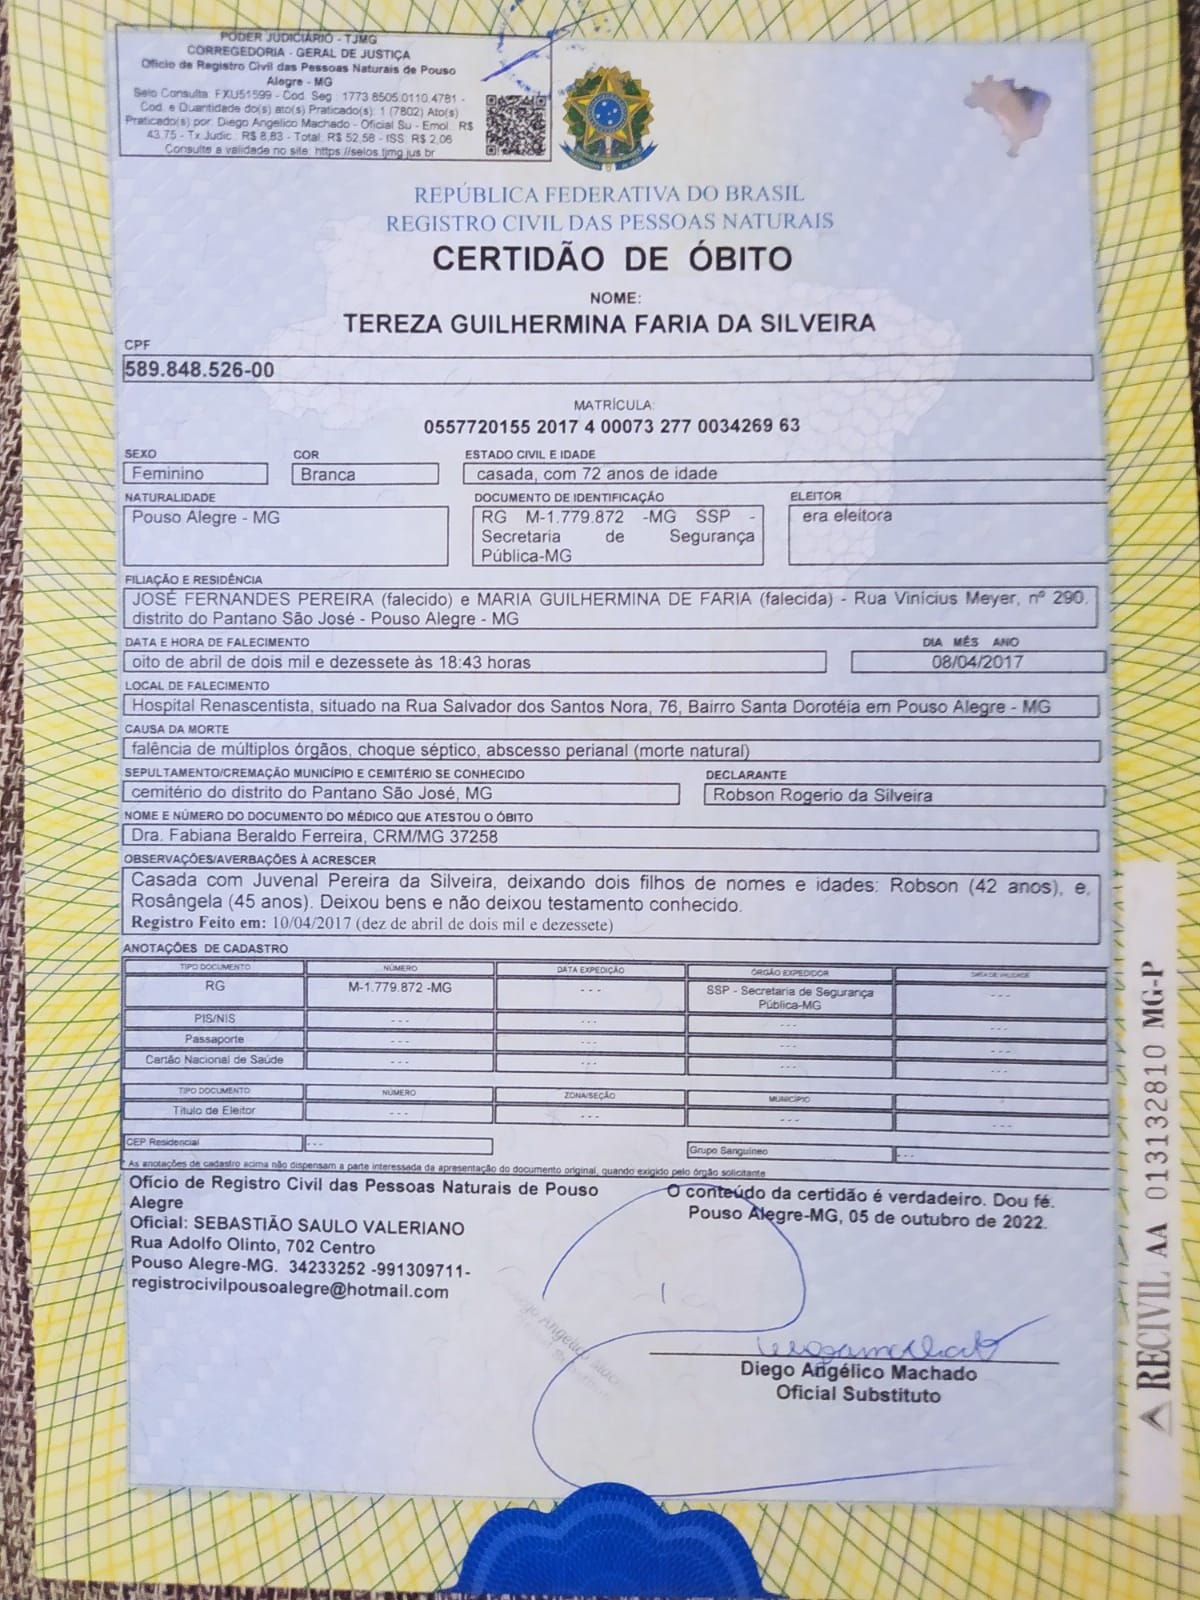 PODER JUDICIÁRIO - TJMG
CORREGEDORIA - GERAL DE JUSTIÇA
Ofício de Registro Civil das Pessoas Naturais de Pouso
Alegre - MG
Selo Consulta: FXU51599 - Cod. Seg.: 1773.8505.0110.4781 -
Cod. e Quantidade do(s) ato(s) Praticado(s): 1 (7802) Ato(s)
Praticado(s) por: Diego Angelico Machado - Oficial Su - Emol.: R$
43,75 - Tx.Judic.: R$ 8,83 - Total: R$ 52,58 - ISS: R$ 2,06
Consulte a validade no site: https://selos.tjmg.jus.br
REPÚBLICA FEDERATIVA DO BRASIL
REGISTRO CIVIL DAS PESSOAS NATURAIS
CERTIDÃO DE ÓBITO
NOME:
TEREZA GUILHERMINA FARIA DA SILVEIRA
CPF
589.848.526-00
MATRÍCULA:
0557720155 2017 4 00073 277 0034269 63
SEXO COR ESTADO CIVIL E IDADE
Feminino Branca casada, com 72 anos de idade
NATURALIDADE DOCUMENTO DE IDENTIFICAÇÃO ELEITOR
Pouso Alegre - MG RG M-1.779.872 -MG SSP - era eleitora
Secretaria de Segurança
Pública-MG
FILIAÇÃO E RESIDÊNCIA
JOSÉ FERNANDES PEREIRA (falecido) e MARIA GUILHERMINA DE FARIA (falecida) - Rua Vinícius Meyer, nº 290,
distrito do Pantano São José - Pouso Alegre - MG
DATA E HORA DE FALECIMENTO DIA MÊS ANO
oito de abril de dois mil e dezessete às 18:43 horas 08/04/2017
LOCAL DE FALECIMENTO
Hospital Renascentista, situado na Rua Salvador dos Santos Nora, 76, Bairro Santa Dorotéia em Pouso Alegre - MG
CAUSA DA MORTE
falência de múltiplos órgãos, choque séptico, abscesso perianal (morte natural)
SEPULTAMENTO/CREMAÇÃO MUNICÍPIO E CEMITÉRIO SE CONHECIDO DECLARANTE
cemitério do distrito do Pantano São José, MG Robson Rogerio da Silveira
NOME E NÚMERO DO DOCUMENTO DO MÉDICO QUE ATESTOU O ÓBITO
Dra. Fabiana Beraldo Ferreira, CRM/MG 37258
OBSERVAÇÕES/AVERBAÇÕES À ACRESCER
Casada com Juvenal Pereira da Silveira, deixando dois filhos de nomes e idades: Robson (42 anos), e,
Rosângela (45 anos). Deixou bens e não deixou testamento conhecido.
Registro Feito em: 10/04/2017 (dez de abril de dois mil e dezessete)
ANOTAÇÕES DE CADASTRO
TIPO DOCUMENTO NÚMERO DATA EXPEDIÇÃO ÓRGÃO EXPEDIDOR DATA DE VALIDADE
RG M-1.779.872 -MG --- SSP - Secretaria de Segurança ---
Pública-MG
PIS/NIS --- --- --- ---
Passaporte --- --- --- ---
Cartão Nacional de Saúde --- --- --- ---
TIPO DOCUMENTO NÚMERO ZONA/SEÇÃO MUNICÍPIO
Título de Eleitor --- --- --- ---
CEP Residencial --- Grupo Sanguíneo ---
* As anotações de cadastro acima não dispensam a parte interessada da apresentação do documento original, quando exigido pelo órgão solicitante
Ofício de Registro Civil das Pessoas Naturais de Pouso
Alegre
Oficial: SEBASTIÃO SAULO VALERIANO
Rua Adolfo Olinto, 702 Centro
Pouso Alegre-MG. 34233252 -991309711-
registrocivilpousoalegre@hotmail.com
O conteúdo da certidão é verdadeiro. Dou fé.
Pouso Alegre-MG, 05 de outubro de 2022.
Diego Angélico Machado
Oficial Substituto
RECIVIL AA 013132810 MG-P